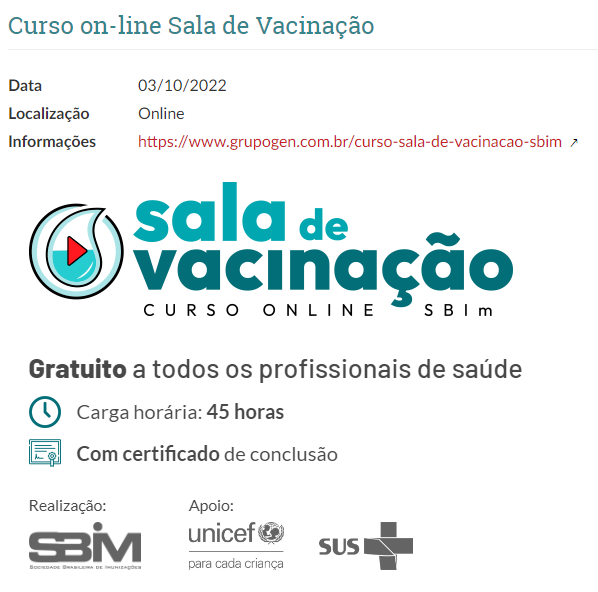 Curso on-line Sala de Vacinação
Data 03/10/2022
Localização Online
Informações https://www.grupogen.com.br/curso-sala-de-vacinacao-sbim
sala de
vacinação
CURSO ONLINE SBIm
Gratuito a todos os profissionais de saúde
Carga horária: 45 horas
Com certificado de conclusão
Realização: Apoio:
SBIM
Sociedade Brasileira de Imunizações
unicef
para cada criança
SUS